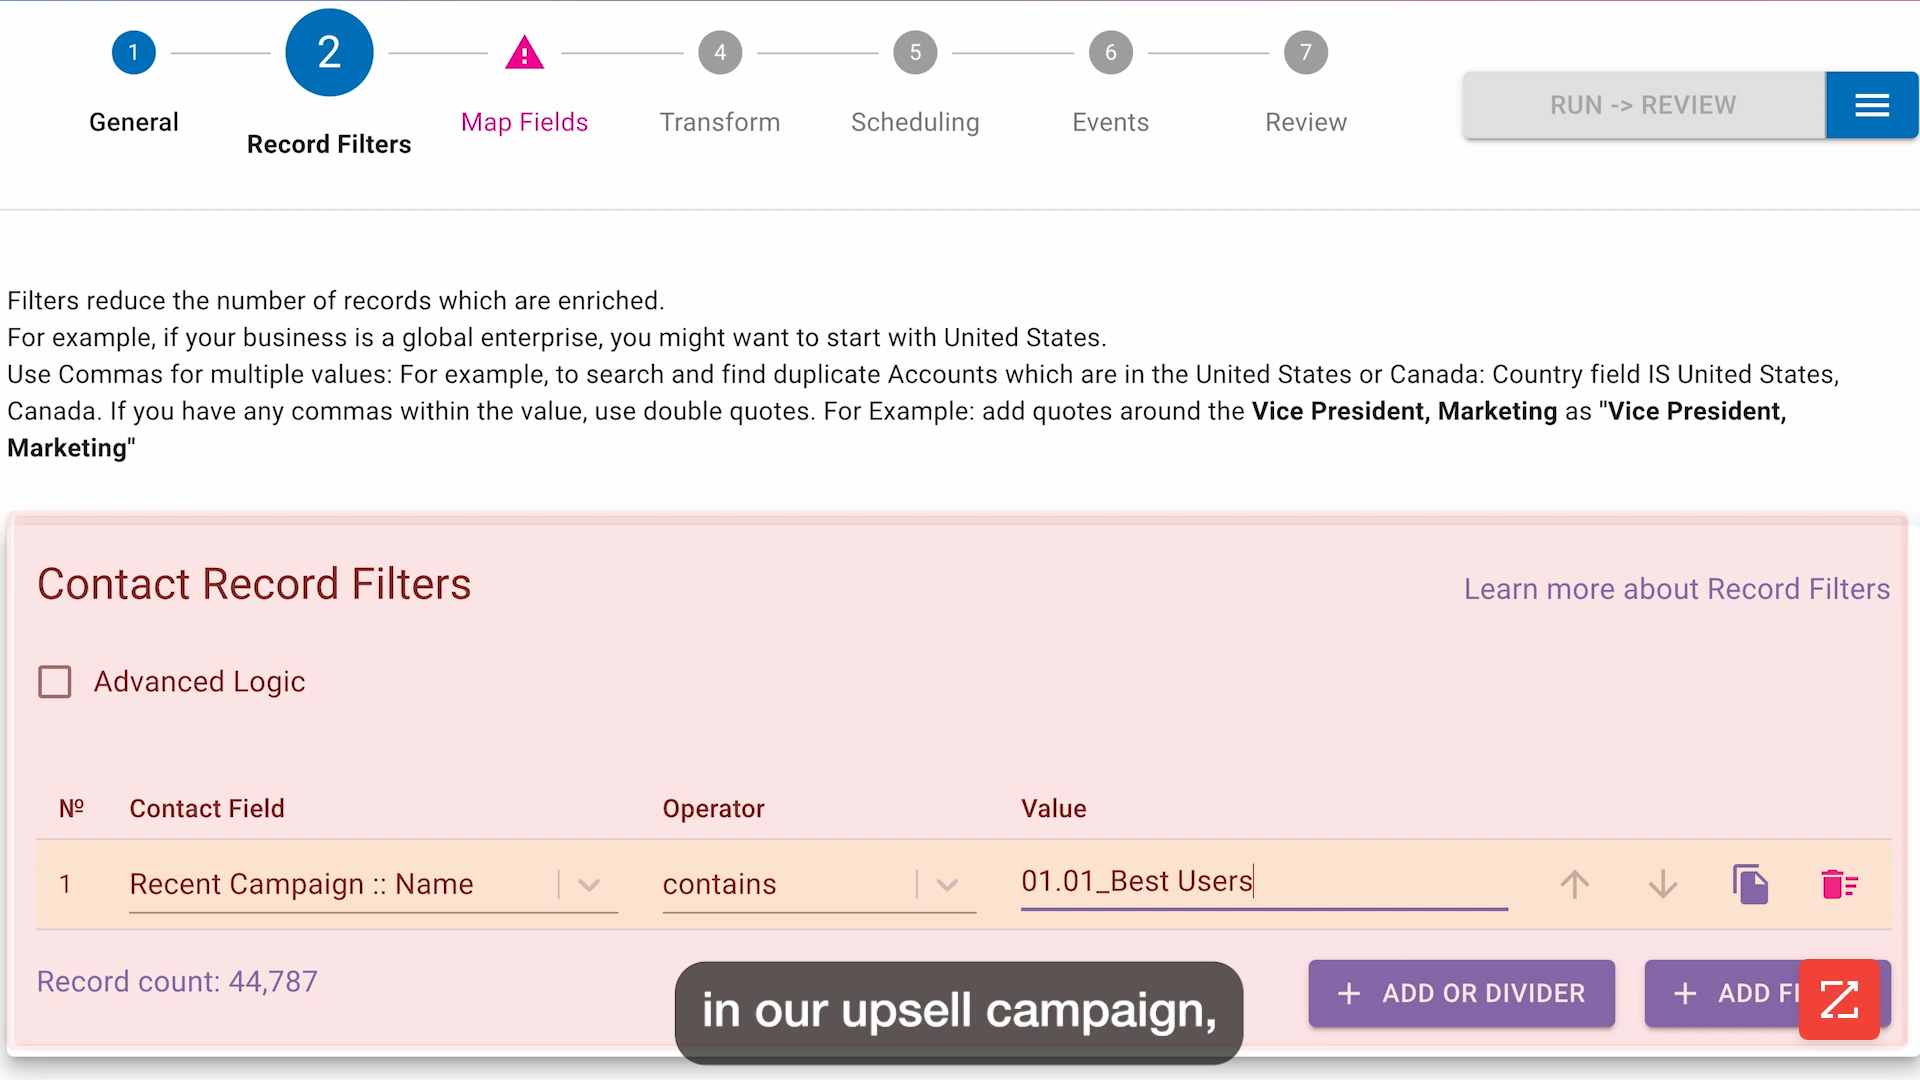 1
2
4
5
6
7
General
Record Filters
Map Fields
Transform
Scheduling
Events
Review
RUN -> REVIEW
Filters reduce the number of records which are enriched.
For example, if your business is a global enterprise, you might want to start with United States.
Use Commas for multiple values: For example, to search and find duplicate Accounts which are in the United States or Canada: Country field IS United States,
Canada. If you have any commas within the value, use double quotes. For Example: add quotes around the Vice President, Marketing as "Vice President,
Marketing"
Contact Record Filters
Learn more about Record Filters
Advanced Logic
Nº Contact Field Operator Value
1 Recent Campaign :: Name contains 01.01_Best Users
Record count: 44,787
+ ADD OR DIVIDER
+ ADD
in our upsell campaign,